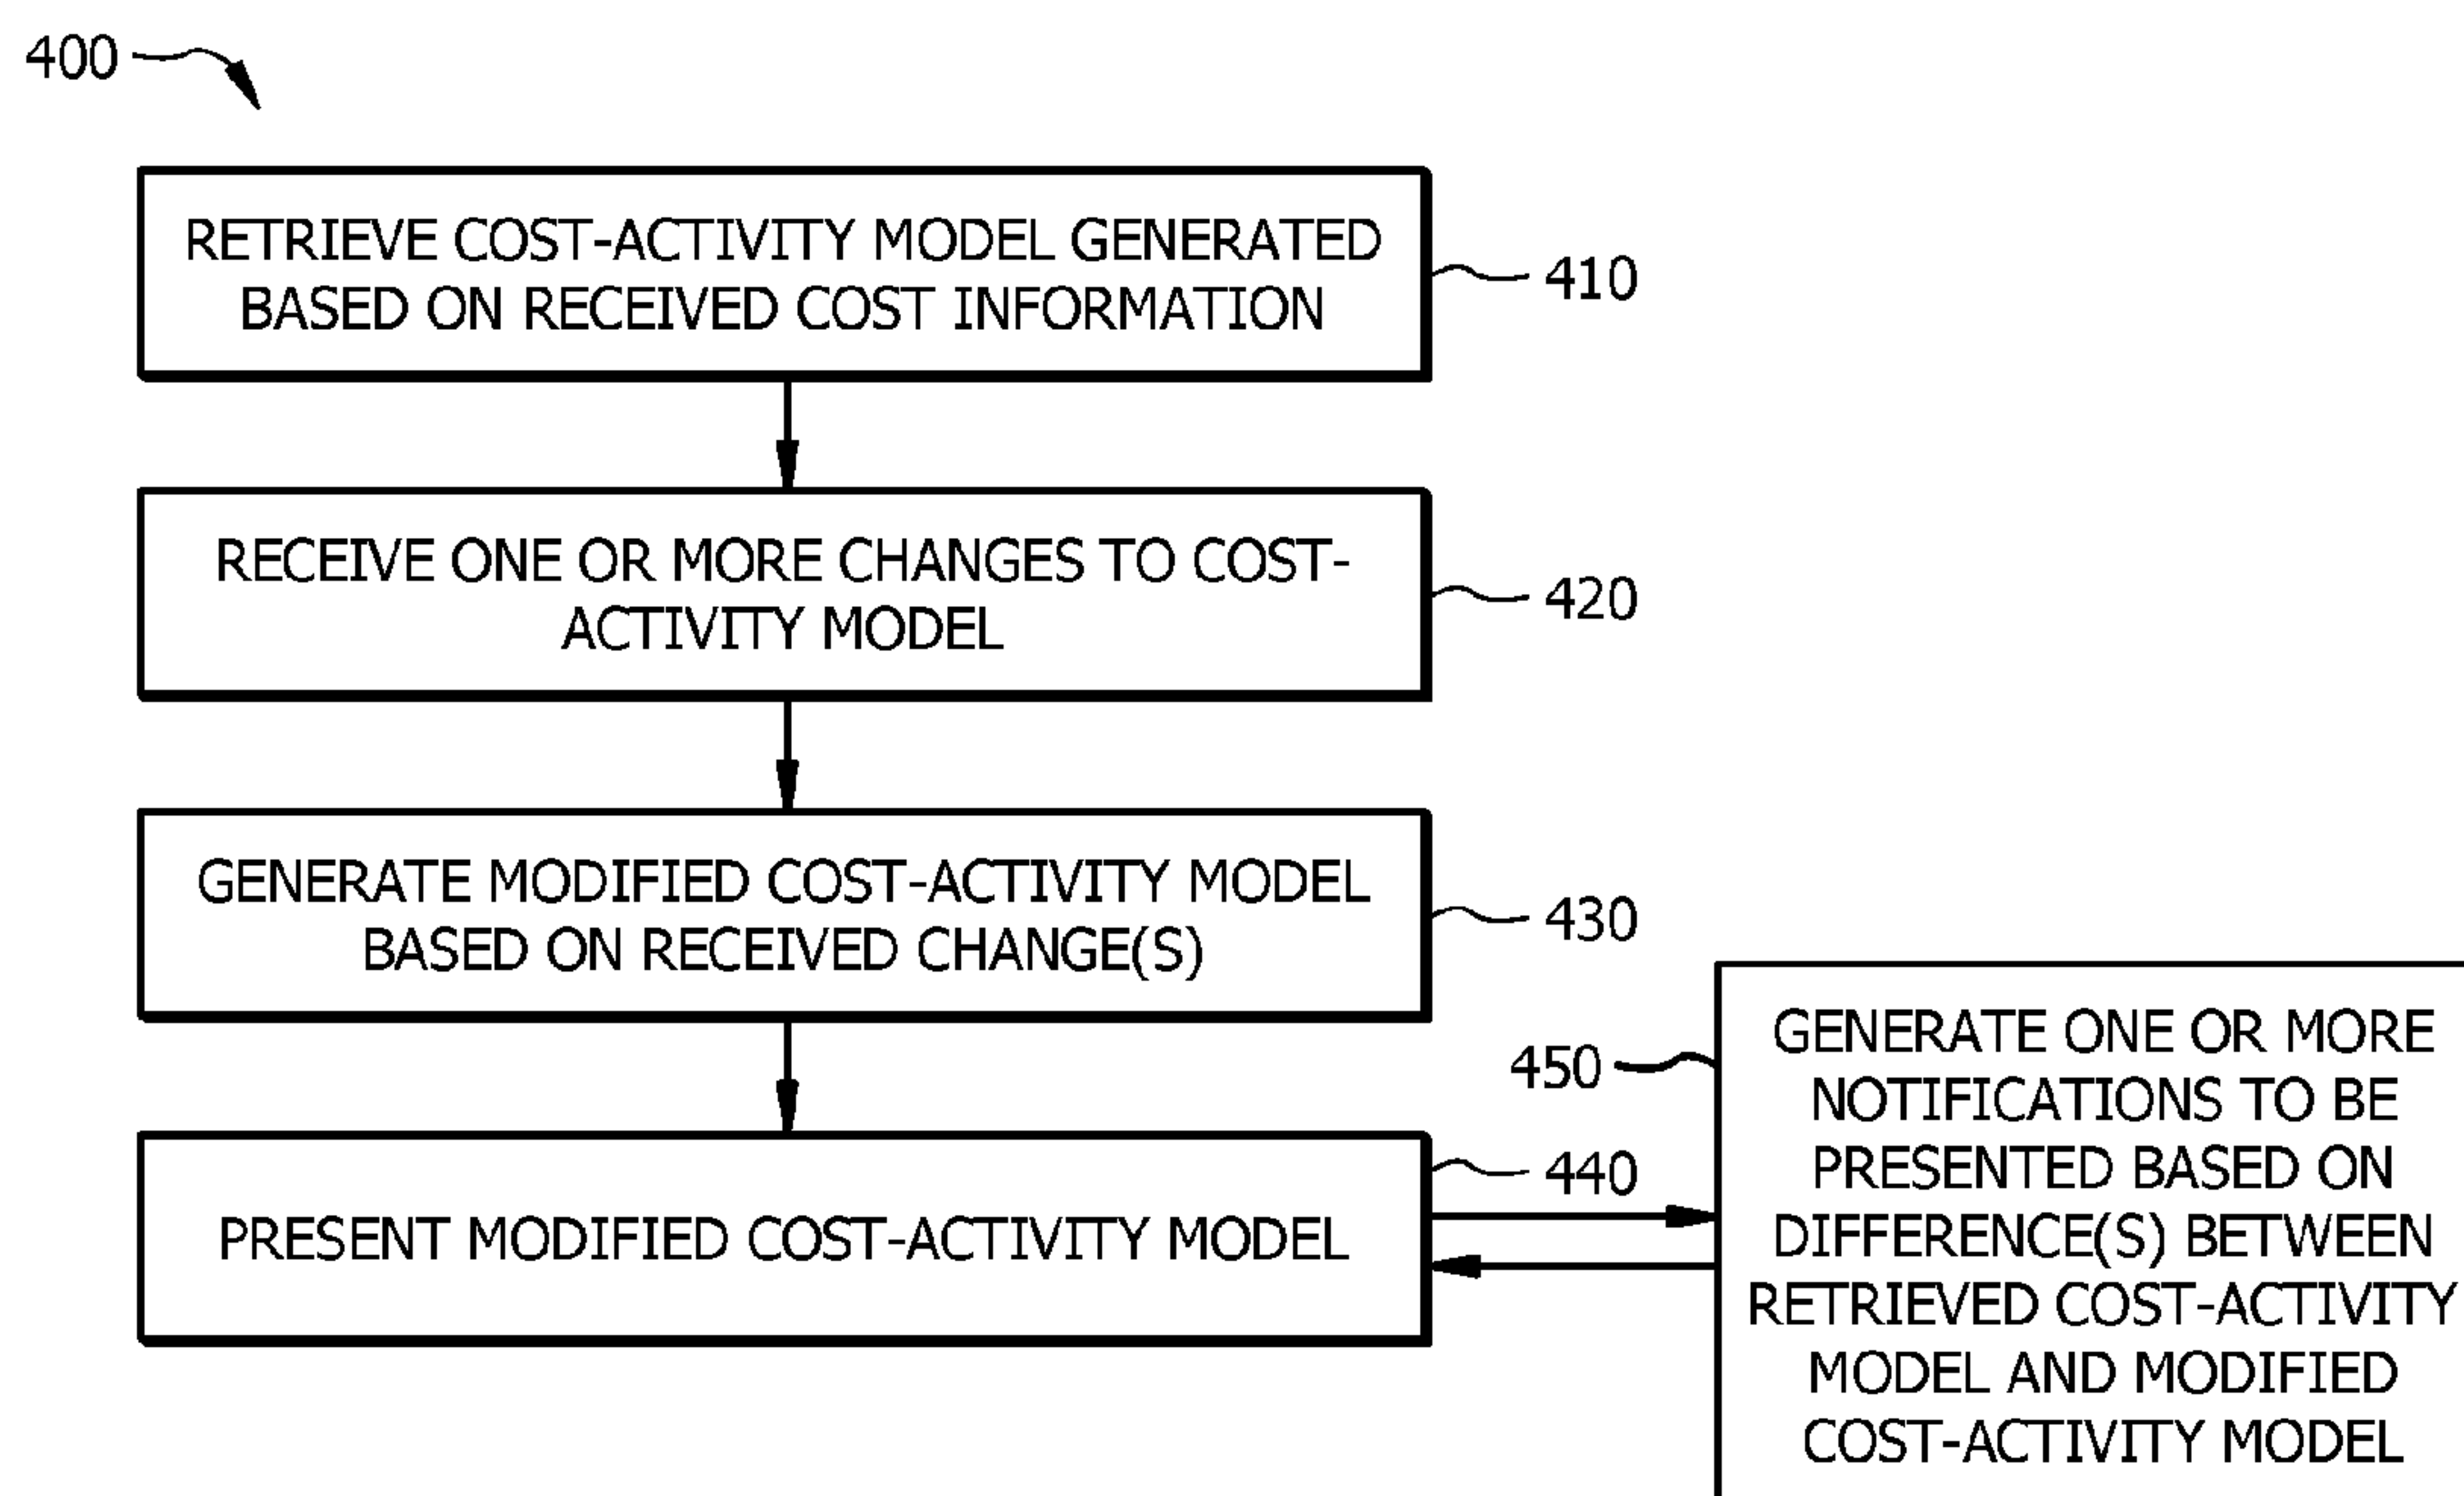 400
RETRIEVE COST-ACTIVITY MODEL GENERATED
BASED ON RECEIVED COST INFORMATION
410
RECEIVE ONE OR MORE CHANGES TO COST-
ACTIVITY MODEL
420
GENERATE MODIFIED COST-ACTIVITY MODEL
BASED ON RECEIVED CHANGE(S)
430
PRESENT MODIFIED COST-ACTIVITY MODEL
440
450
GENERATE ONE OR MORE
NOTIFICATIONS TO BE
PRESENTED BASED ON
DIFFERENCE(S) BETWEEN
RETRIEVED COST-ACTIVITY
MODEL AND MODIFIED
COST-ACTIVITY MODEL